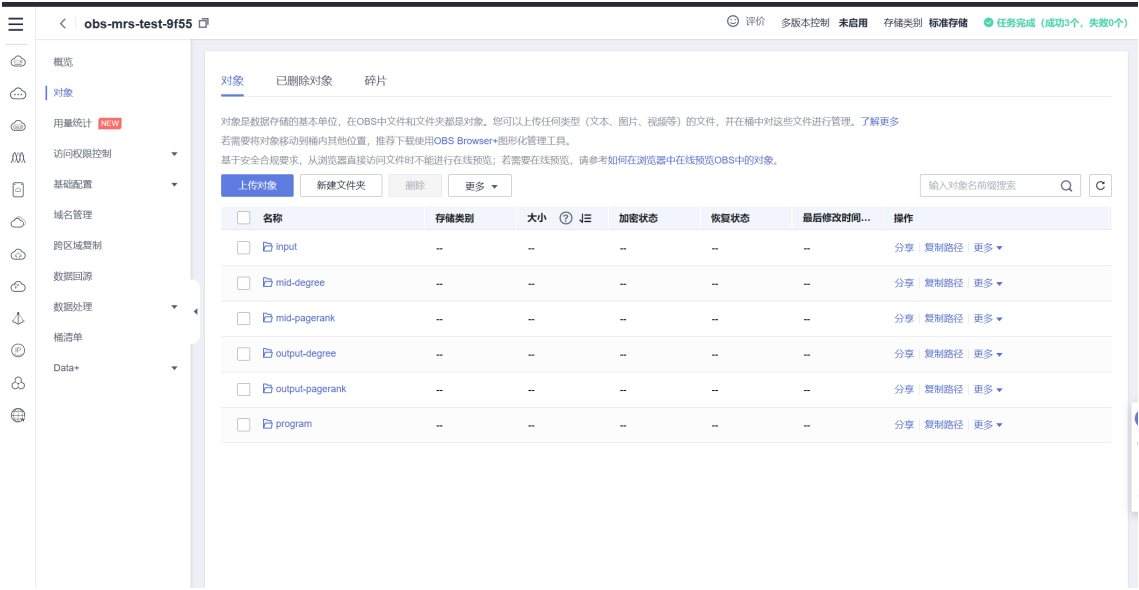 obs-mrs-test-9f55 评价 多版本控制 未启用 存储类别 标准存储 任务完成（成功3个，失败0个）
概览
对象
用量统计 NEW
访问权限控制
基础配置
域名管理
跨区域复制
数据回源
数据处理
桶清单
Data+
对象 已删除对象 碎片
对象是数据存储的基本单位，在OBS中文件和文件夹都是对象。您可以上传任何类型（文本、图片、视频等）的文件，并在桶中对这些文件进行管理。了解更多
若需要将对象移动到桶内其他位置，推荐下载使用OBS Browser+图形化管理工具。
基于安全合规要求，从浏览器直接访问文件时不能进行在线预览；若需要在线预览，请参考如何在浏览器中在线预览OBS中的对象。
上传对象 新建文件夹 删除 更多 输入对象名前缀搜索
名称 存储类别 大小 加密状态 恢复状态 最后修改时间... 操作
input -- -- -- -- -- 分享 复制路径 更多
mid-degree -- -- -- -- -- 分享 复制路径 更多
mid-pagerank -- -- -- -- -- 分享 复制路径 更多
output-degree -- -- -- -- -- 分享 复制路径 更多
output-pagerank -- -- -- -- -- 分享 复制路径 更多
program -- -- -- -- -- 分享 复制路径 更多